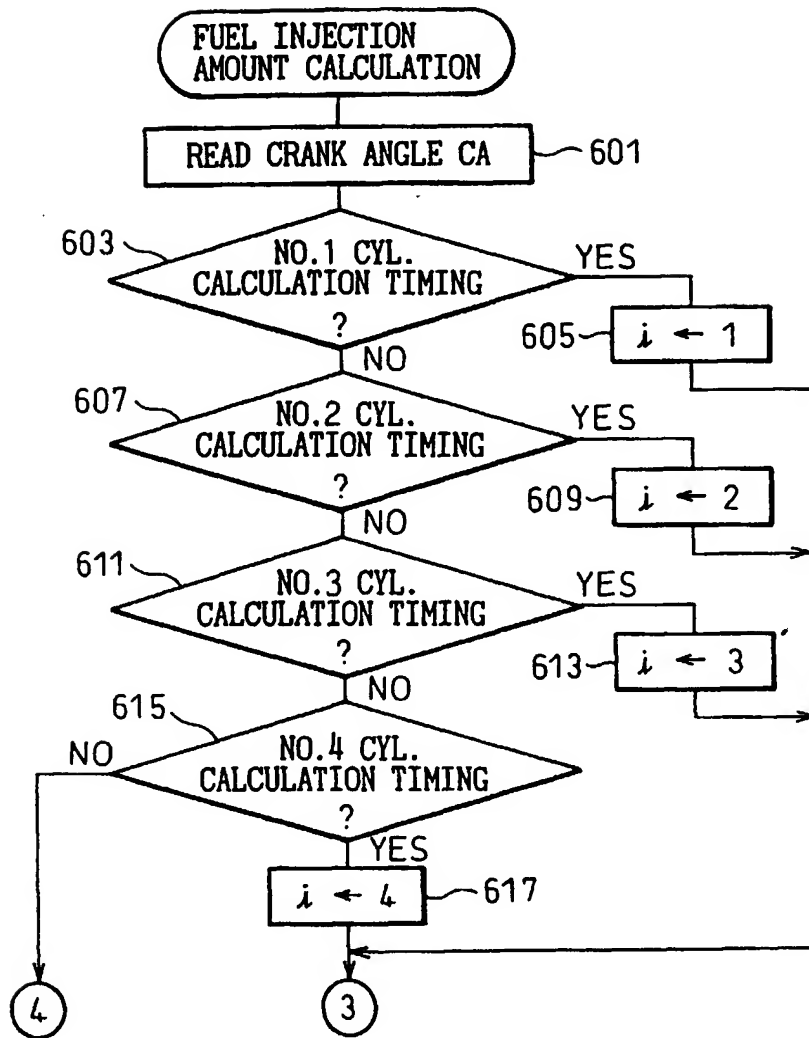 FUEL INJECTION
AMOUNT CALCULATION
READ CRANK ANGLE CA
601
603
NO.1 CYL.
CALCULATION TIMING
?
YES
605
i ← 1
NO
607
NO.2 CYL.
CALCULATION TIMING
?
YES
609
i ← 2
NO
611
NO.3 CYL.
CALCULATION TIMING
?
YES
613
i ← 3
NO
615
NO.4 CYL.
CALCULATION TIMING
?
NO
YES
i ← 4
617
4
3